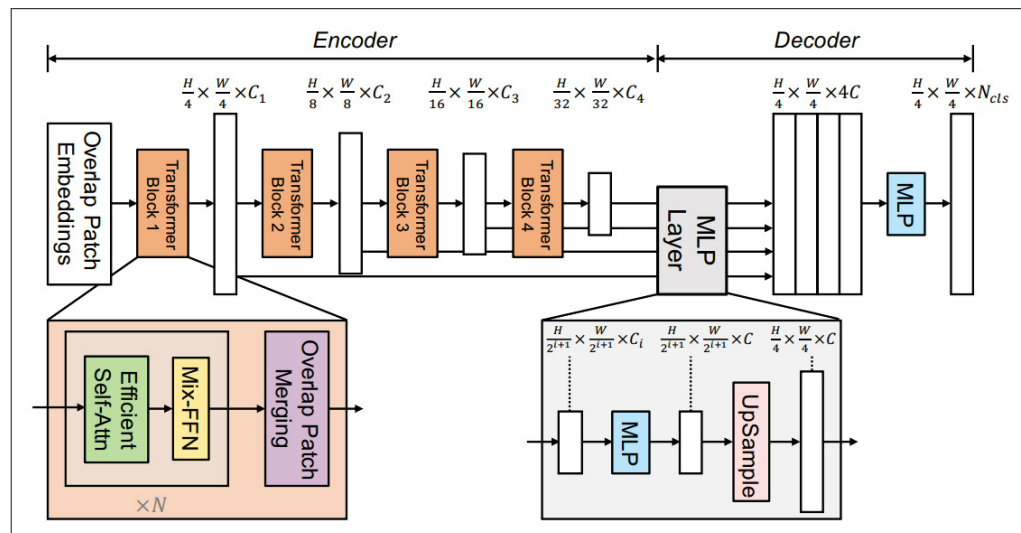 Encoder
Decoder
H/4 × W/4 × C₁
H/8 × W/8 × C₂
H/16 × W/16 × C₃
H/32 × W/32 × C₄
H/4 × W/4 × 4C
H/4 × W/4 × N_cls
Overlap Patch
Embeddings
Transformer
Block 1
Transformer
Block 2
Transformer
Block 3
Transformer
Block 4
MLP
Layer
MLP
Efficient
Self-Attn
Mix-FFN
Overlap Patch
Merging
×N
H/2^{i+1} × W/2^{i+1} × C_i
H/2^{i+1} × W/2^{i+1} × C
H/4 × W/4 × C
MLP
UpSample